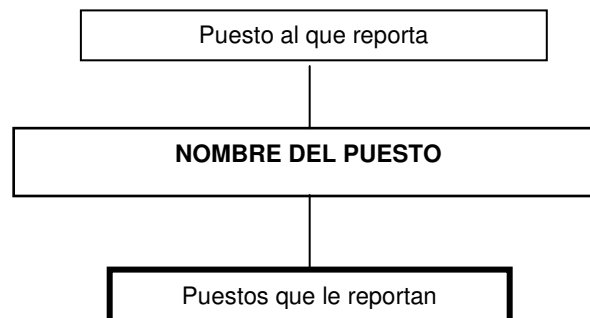 Puesto al que reporta
NOMBRE DEL PUESTO
Puestos que le reportan